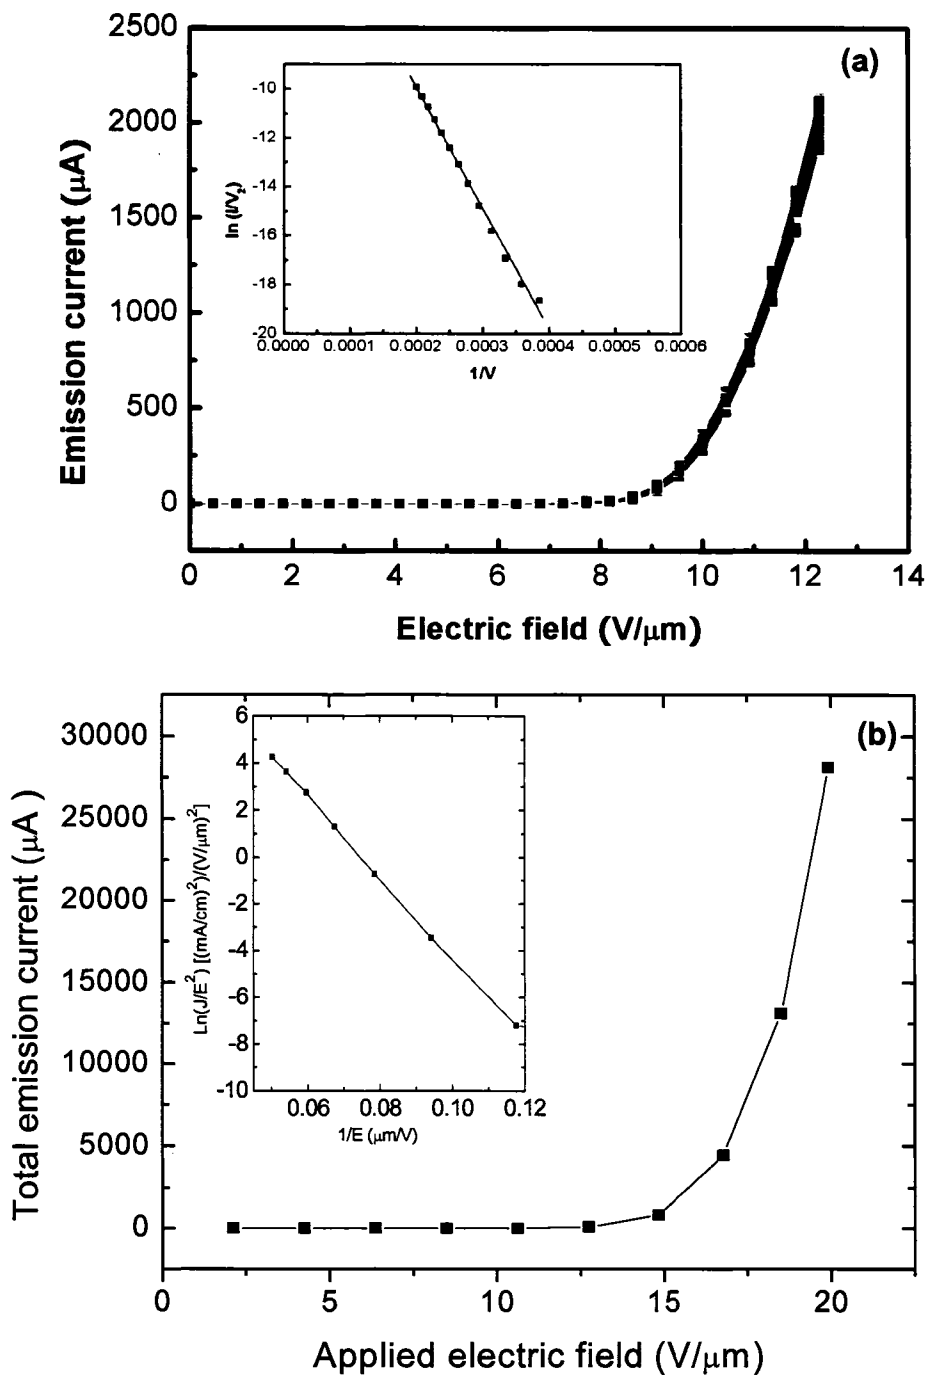 (a)
Emission current (μA)
2500
2000
1500
1000
500
0
0 2 4 6 8 10 12 14
Electric field (V/μm)
ln (I/V2)
-10
-12
-14
-16
-18
-20
0.0000 0.0001 0.0002 0.0003 0.0004 0.0005 0.0006
1/V
(b)
Total emission current (μA )
30000
25000
20000
15000
10000
5000
0
0 5 10 15 20
Applied electric field (V/μm)
Ln(J/E²) [(mA/cm)²)/(V/μm)²]
6
4
2
0
-2
-4
-6
-8
-10
0.06 0.08 0.10 0.12
1/E (μm/V)